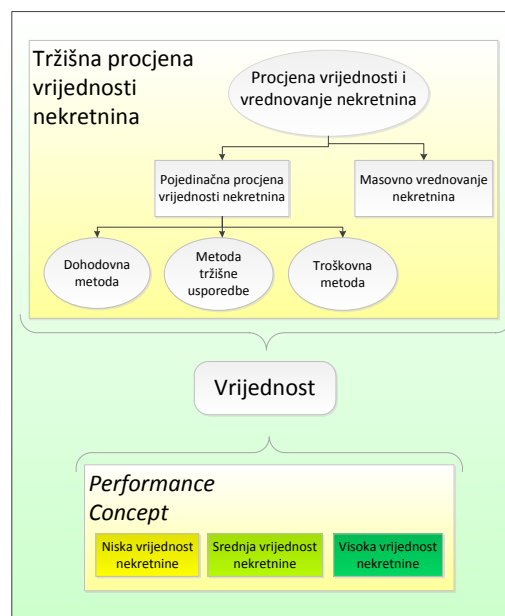 Tržišna procjena
vrijednosti
nekretnina
Procjena vrijednosti i
vrednovanje nekretnina
Pojedinačna procjena
vrijednosti nekretnina
Masovno vrednovanje
nekretnina
Dohodovna
metoda
Metoda
tržišne
usporedbe
Troškovna
metoda
Vrijednost
Performance
Concept
Niska vrijednost
nekretnine
Srednja vrijednost
nekretnine
Visoka vrijednost
nekretnine